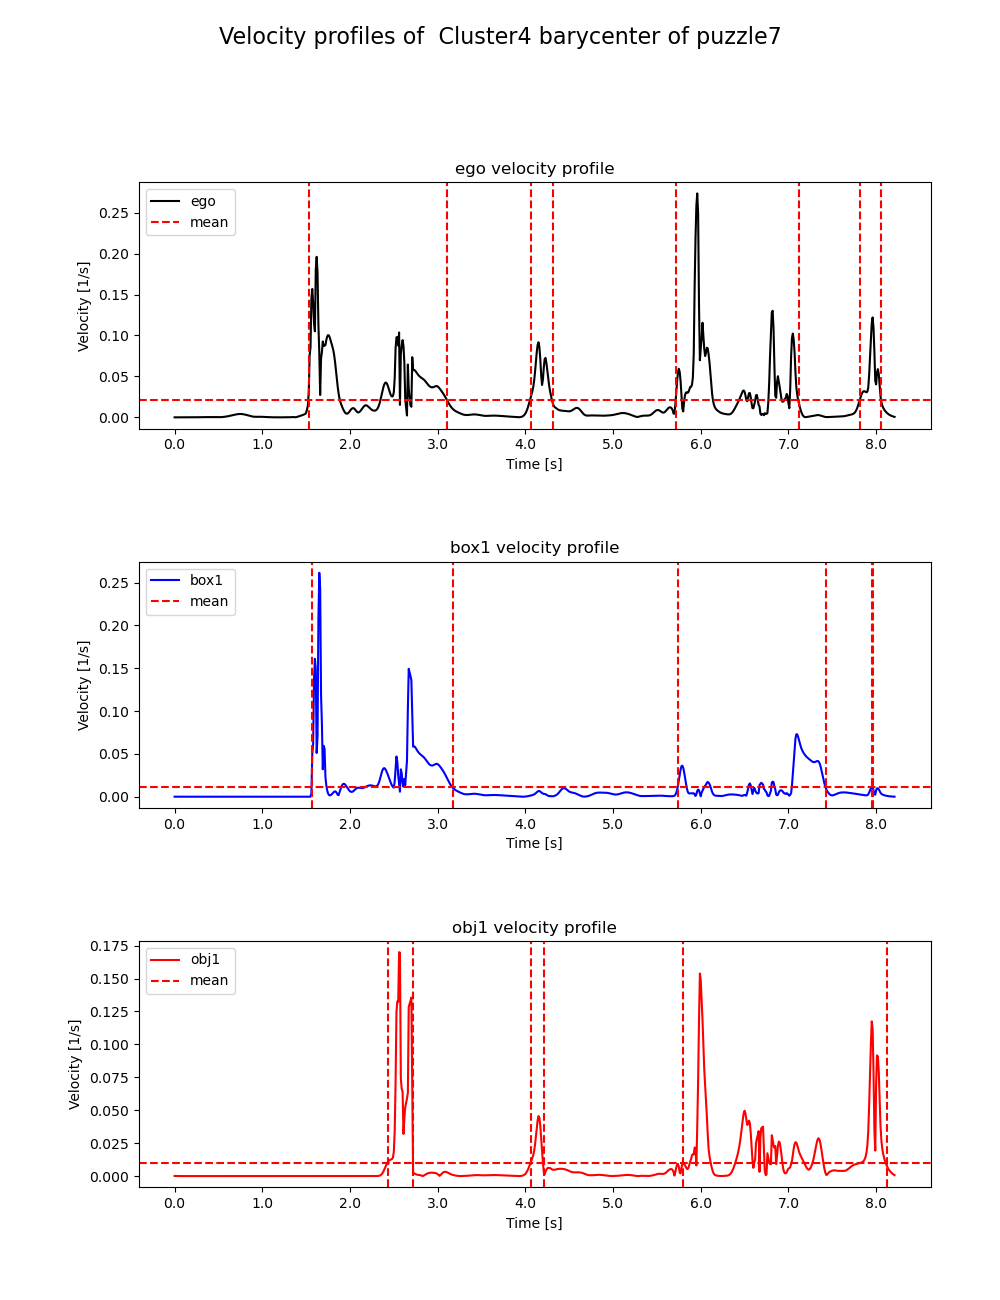 Velocity profiles of  Cluster4 barycenter of puzzle7
ego velocity profile
ego
mean
Velocity [1/s]
0.25
0.20
0.15
0.10
0.05
0.00
0.0 1.0 2.0 3.0 4.0 5.0 6.0 7.0 8.0
Time [s]
box1 velocity profile
box1
mean
Velocity [1/s]
0.25
0.20
0.15
0.10
0.05
0.00
0.0 1.0 2.0 3.0 4.0 5.0 6.0 7.0 8.0
Time [s]
obj1 velocity profile
obj1
mean
Velocity [1/s]
0.175
0.150
0.125
0.100
0.075
0.050
0.025
0.000
0.0 1.0 2.0 3.0 4.0 5.0 6.0 7.0 8.0
Time [s]